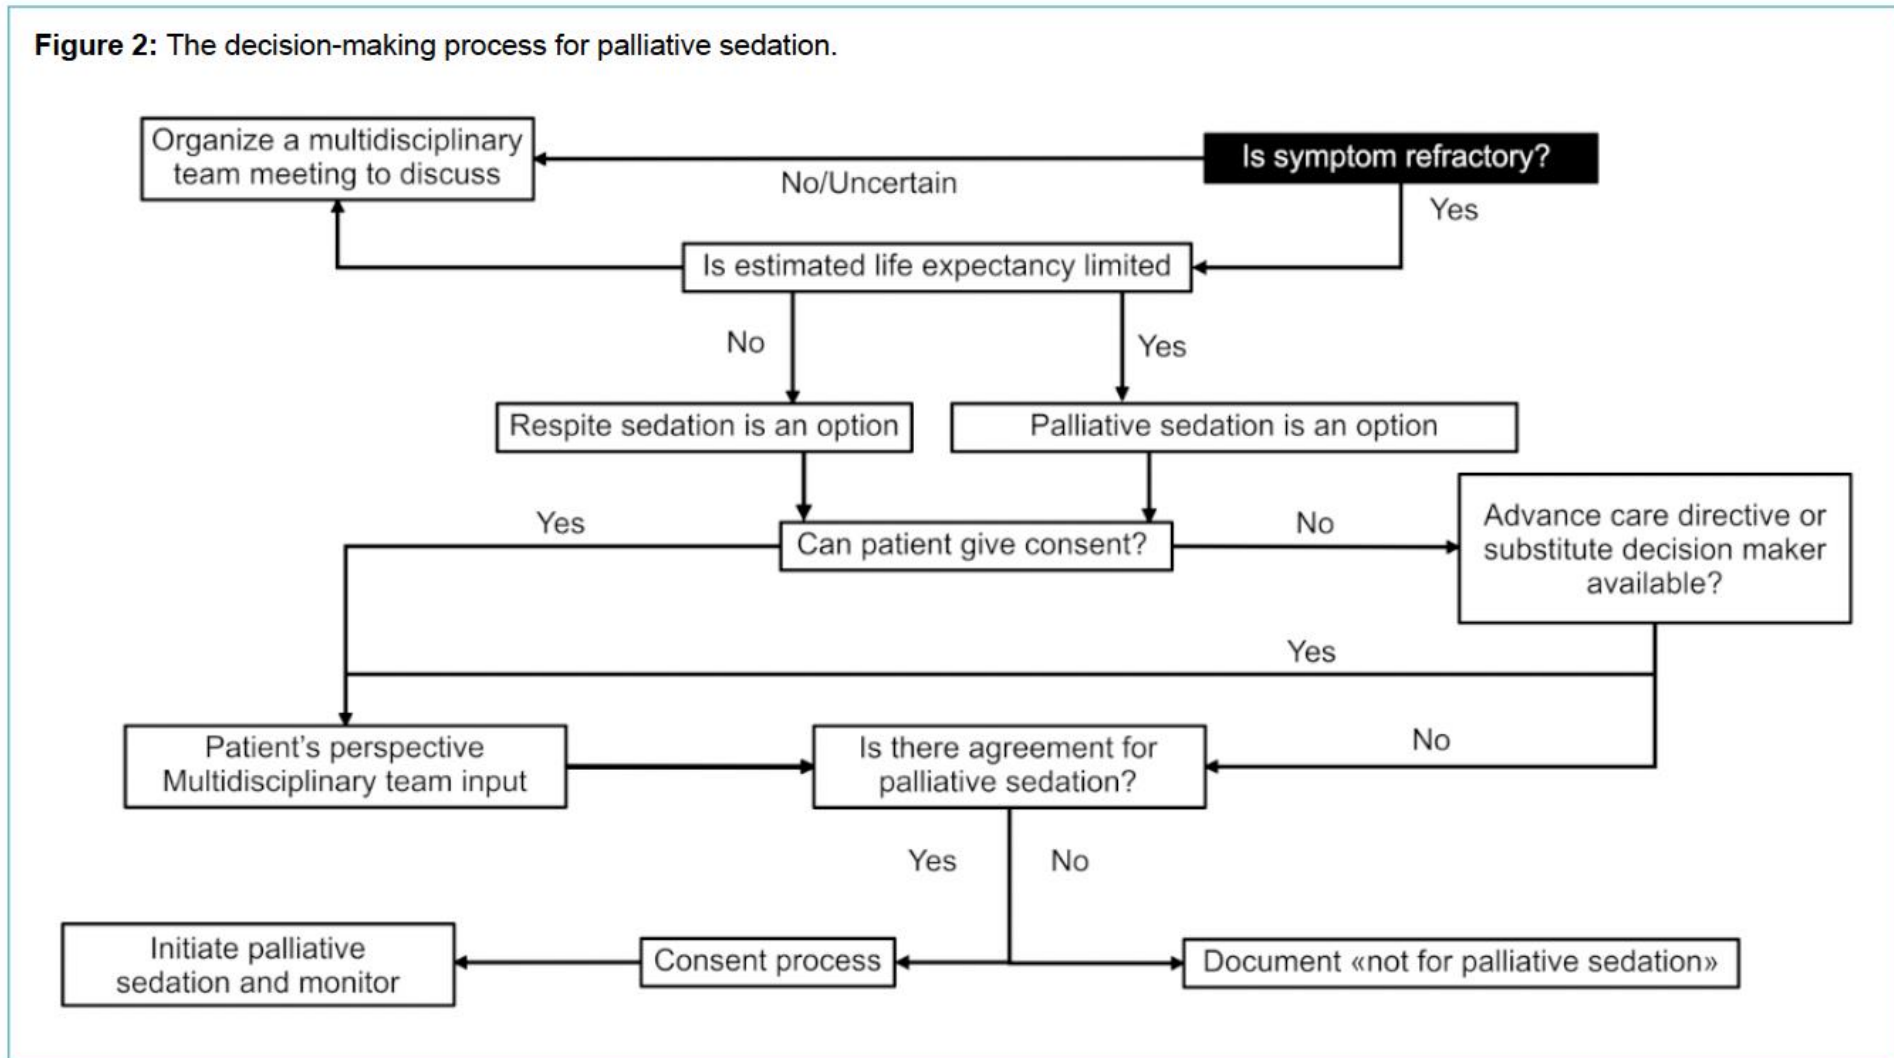 Figure 2: The decision-making process for palliative sedation.
Organize a multidisciplinary
team meeting to discuss
Is symptom refractory?
No/Uncertain
Yes
Is estimated life expectancy limited
No
Yes
Respite sedation is an option
Palliative sedation is an option
Yes
Can patient give consent?
No
Advance care directive or
substitute decision maker
available?
Yes
Patient’s perspective
Multidisciplinary team input
Is there agreement for
palliative sedation?
No
Yes
No
Initiate palliative
sedation and monitor
Consent process
Document «not for palliative sedation»